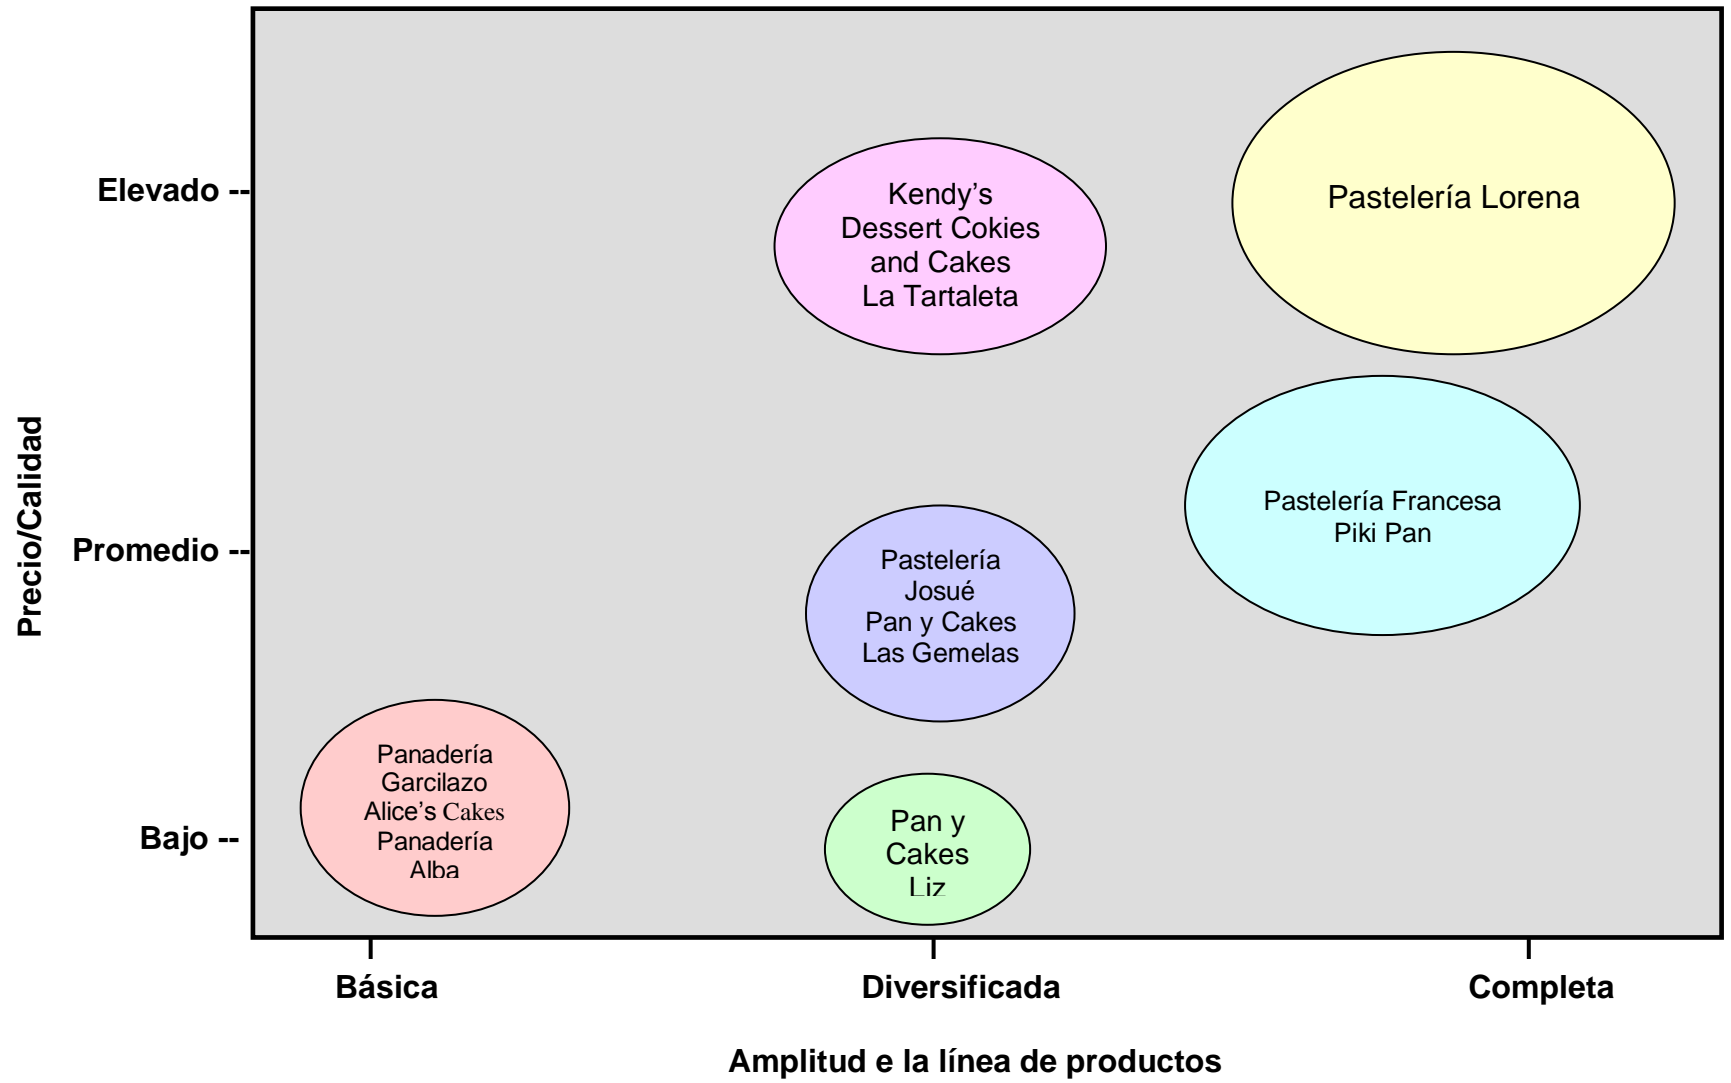 Elevado --
Kendy’s
Dessert Cokies
and Cakes
La Tartaleta
Pastelería Lorena
Precio/Calidad
Promedio --
Pastelería Francesa
Piki Pan
Pastelería
Josué
Pan y Cakes
Las Gemelas
Bajo --
Panadería
Garcilazo
Alice’s Cakes
Panadería
Alba
Pan y
Cakes
Liz
Básica
Diversificada
Completa
Amplitud e la línea de productos